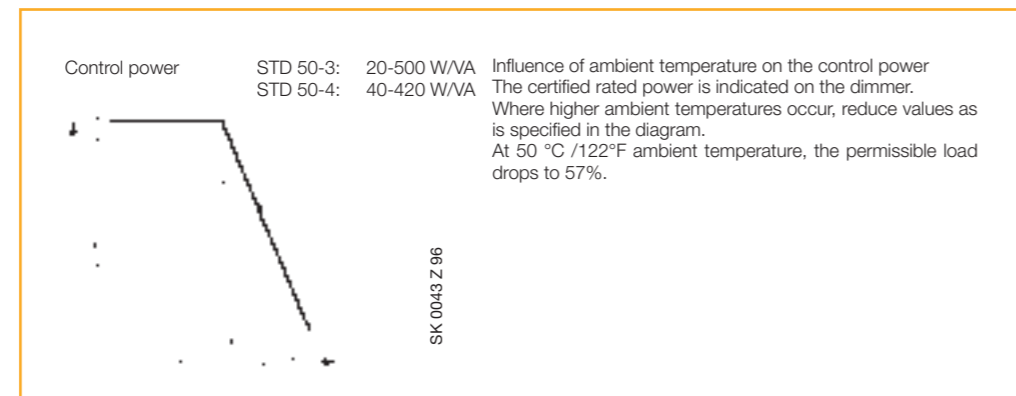 Control power
STD 50-3: 20-500 W/VA
STD 50-4: 40-420 W/VA
Influence of ambient temperature on the control power
The certified rated power is indicated on the dimmer.
Where higher ambient temperatures occur, reduce values as
is specified in the diagram.
At 50 °C /122°F ambient temperature, the permissible load
drops to 57%.
SK 0043 Z 96